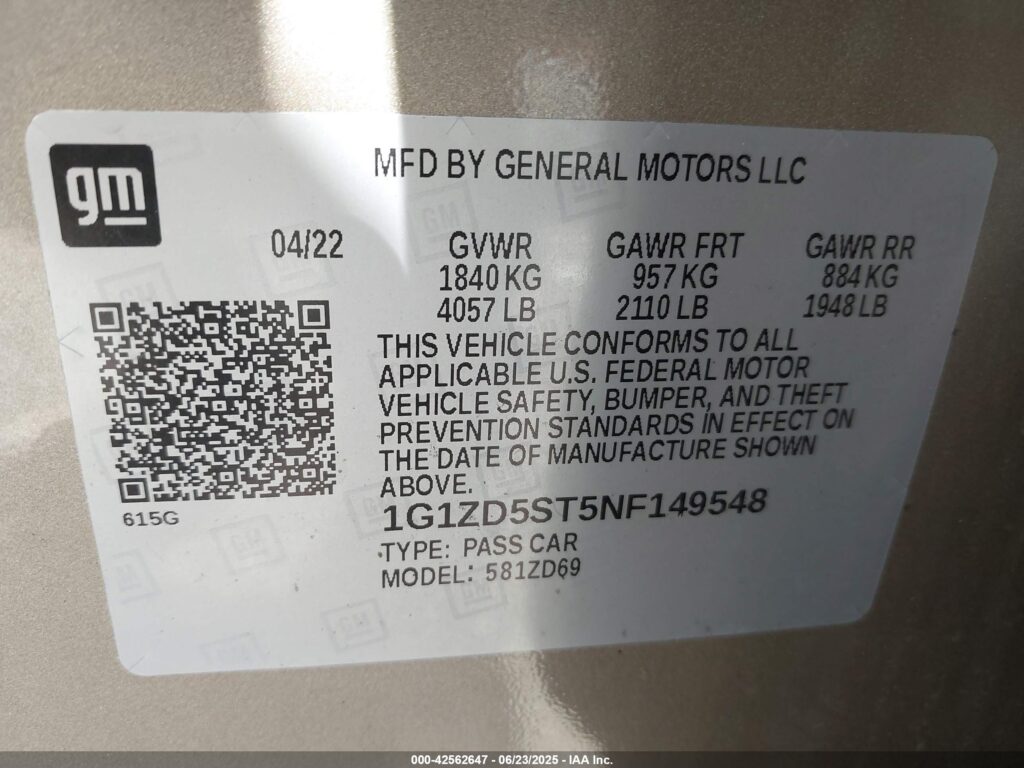 gm
MFD BY GENERAL MOTORS LLC
04/22
GVWR GAWR FRT GAWR RR
1840 KG 957 KG 884 KG
4057 LB 2110 LB 1948 LB
THIS VEHICLE CONFORMS TO ALL
APPLICABLE U.S. FEDERAL MOTOR
VEHICLE SAFETY, BUMPER, AND THEFT
PREVENTION STANDARDS IN EFFECT ON
THE DATE OF MANUFACTURE SHOWN
ABOVE.
615G
1G1ZD5ST5NF149548
TYPE: PASS CAR
MODEL: 581ZD69
000-42562647 - 06/23/2025 - IAA Inc.